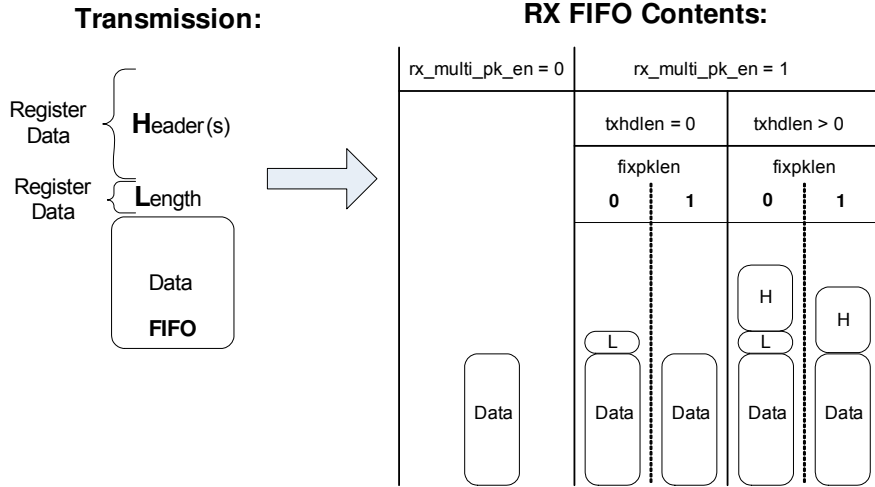 Transmission:
RX FIFO Contents:
rx_multi_pk_en = 0
rx_multi_pk_en = 1
Register
Data
Header(s)
txhdlen = 0
txhdlen > 0
fixpklen
fixpklen
Register
Data
Length
0
1
0
1
Data
FIFO
H
H
L
L
Data
Data
Data
Data
Data